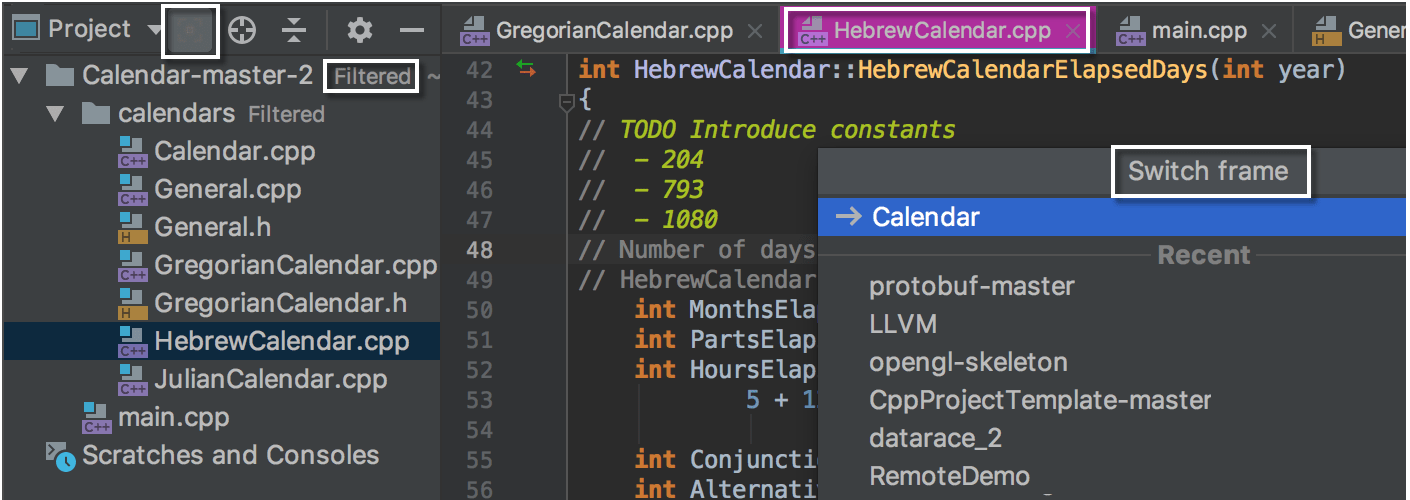 Project
Calendar-master-2 Filtered ~
calendars Filtered
C++ Calendar.cpp
C++ General.cpp
H General.h
C++ GregorianCalendar.cpp
H GregorianCalendar.h
C++ HebrewCalendar.cpp
C++ JulianCalendar.cpp
C++ main.cpp
Scratches and Consoles
C++ GregorianCalendar.cpp
C++ HebrewCalendar.cpp
C++ main.cpp
H Gener
42 int HebrewCalendar::HebrewCalendarElapsedDays(int year)
43 {
44 // TODO Introduce constants
45 // - 204
46 // - 793
47 // - 1080
48 // Number of days
49 // HebrewCalendar
50 int MonthsEla
51 int PartsElap
52 int HoursElap
53 5 + 1
54
55 int Conjuncti
56 int Alternati
Switch frame
→ Calendar
Recent
protobuf-master
LLVM
opengl-skeleton
CppProjectTemplate-master
datarace_2
RemoteDemo